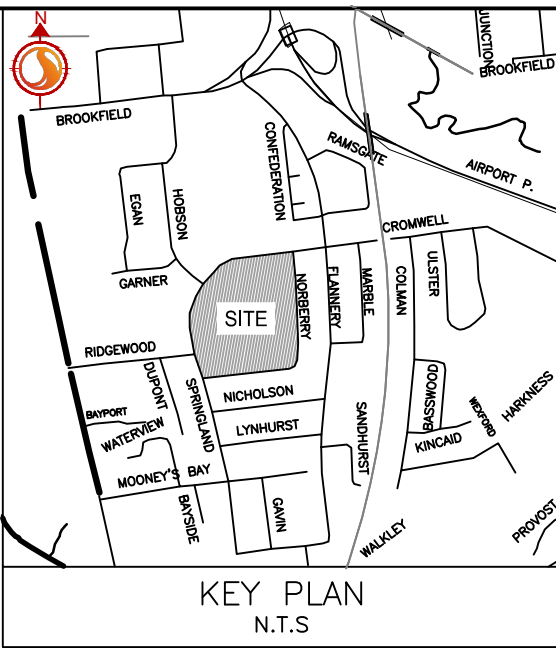 N
JUNCTION
BROOKFIELD
BROOKFIELD
CONFEDERATION
RAMSGATE
AIRPORT P.
EGAN
HOBSON
CROMWELL
GARNER
SITE
NORBERRY
FLANNERY
MARBLE
COLMAN
ULSTER
RIDGEWOOD
DUPONT
SPRINGLAND
NICHOLSON
BASSWOOD
WEXFORD
HARKNESS
BAYPORT
WATERVIEW
LYNHURST
SANDHURST
KINCAID
MOONEY'S BAY
BAYSIDE
GAVIN
WALKLEY
PROVOST
KEY PLAN
N.T.S